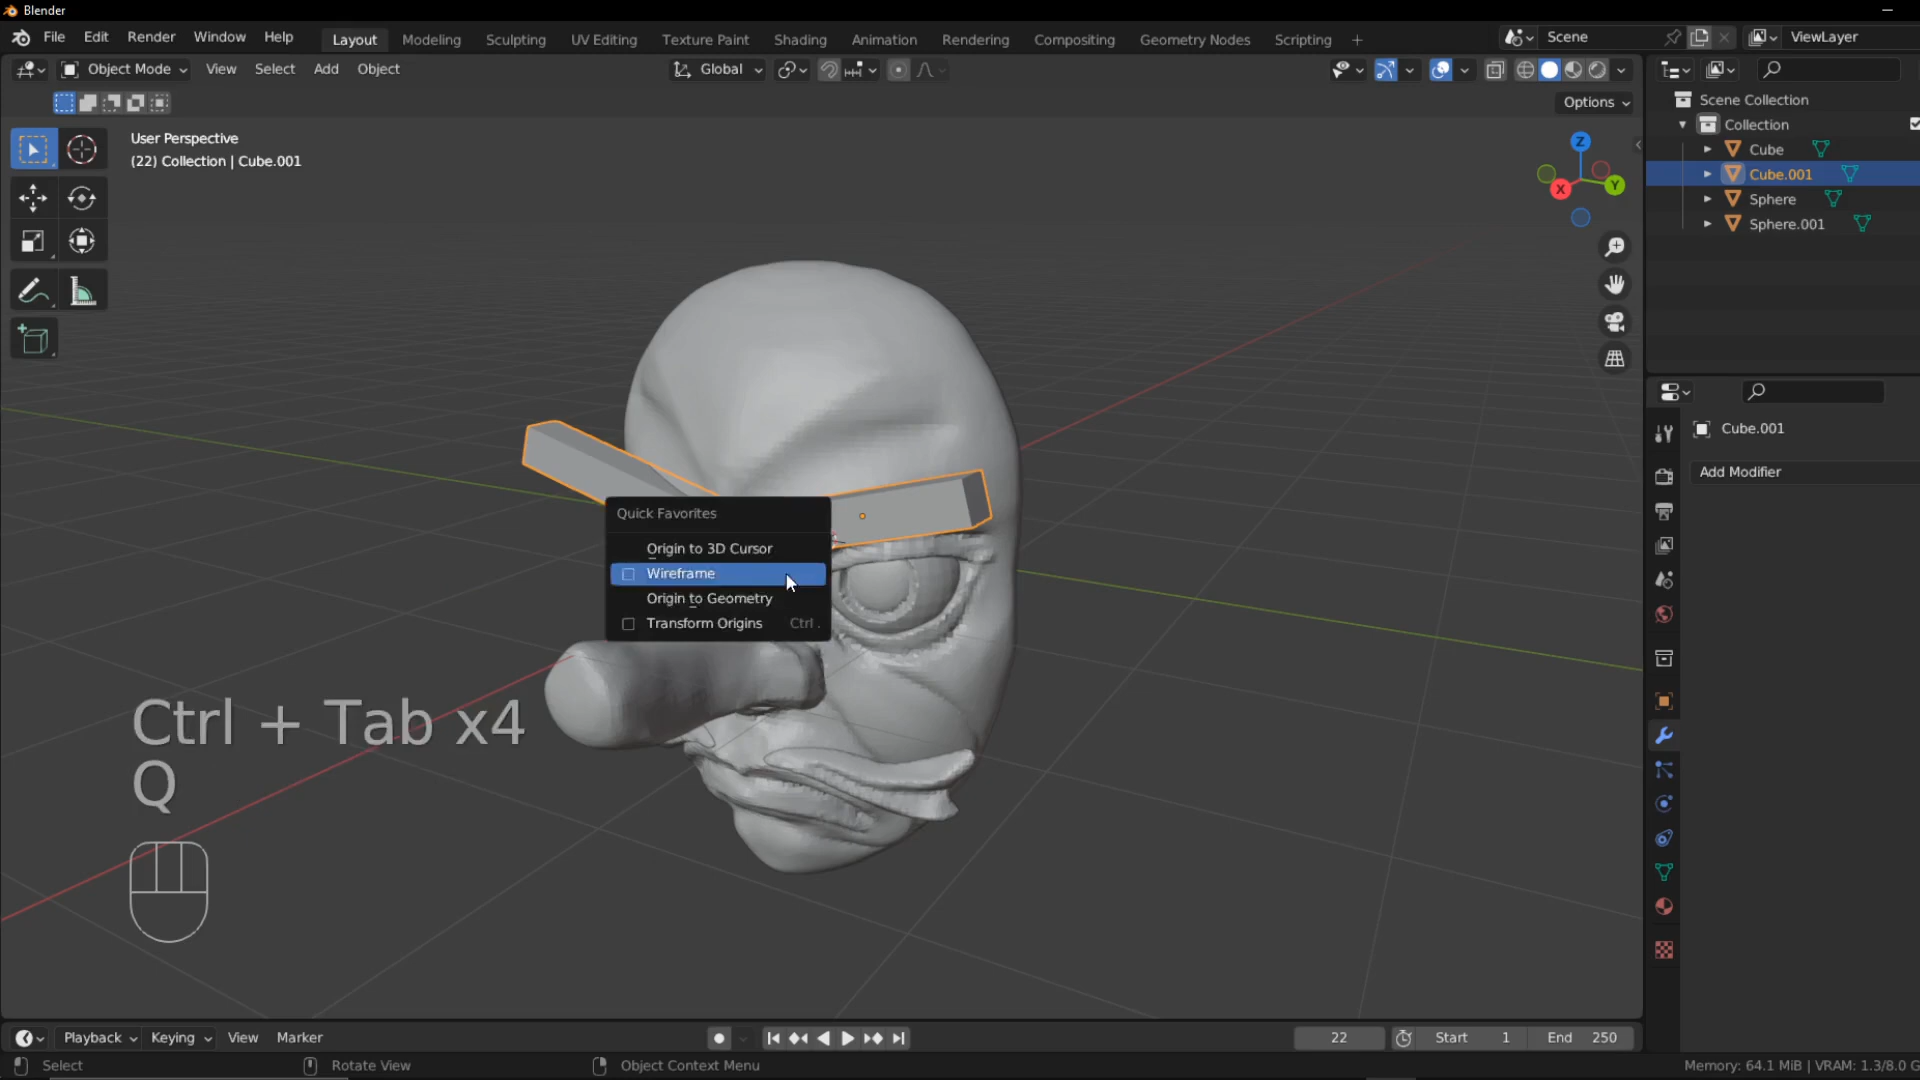 Blender
File Edit Render Window Help Layout Modeling Sculpting UV Editing Texture Paint Shading Animation Rendering Compositing Geometry Nodes Scripting + Scene ViewLayer
Object Mode View Select Add Object Global
Options
User Perspective
(22) Collection | Cube.001
Z
X
Y
Scene Collection
Collection
Cube
Cube.001
Sphere
Sphere.001
Cube.001
Add Modifier
Quick Favorites
Origin to 3D Cursor
Wireframe
Origin to Geometry
Transform Origins Ctrl .
Ctrl + Tab x4
Q
Playback Keying View Marker 22 Start 1 End 250
Select Rotate View Object Context Menu Memory: 64.1 MiB | VRAM: 1.3/8.0 G